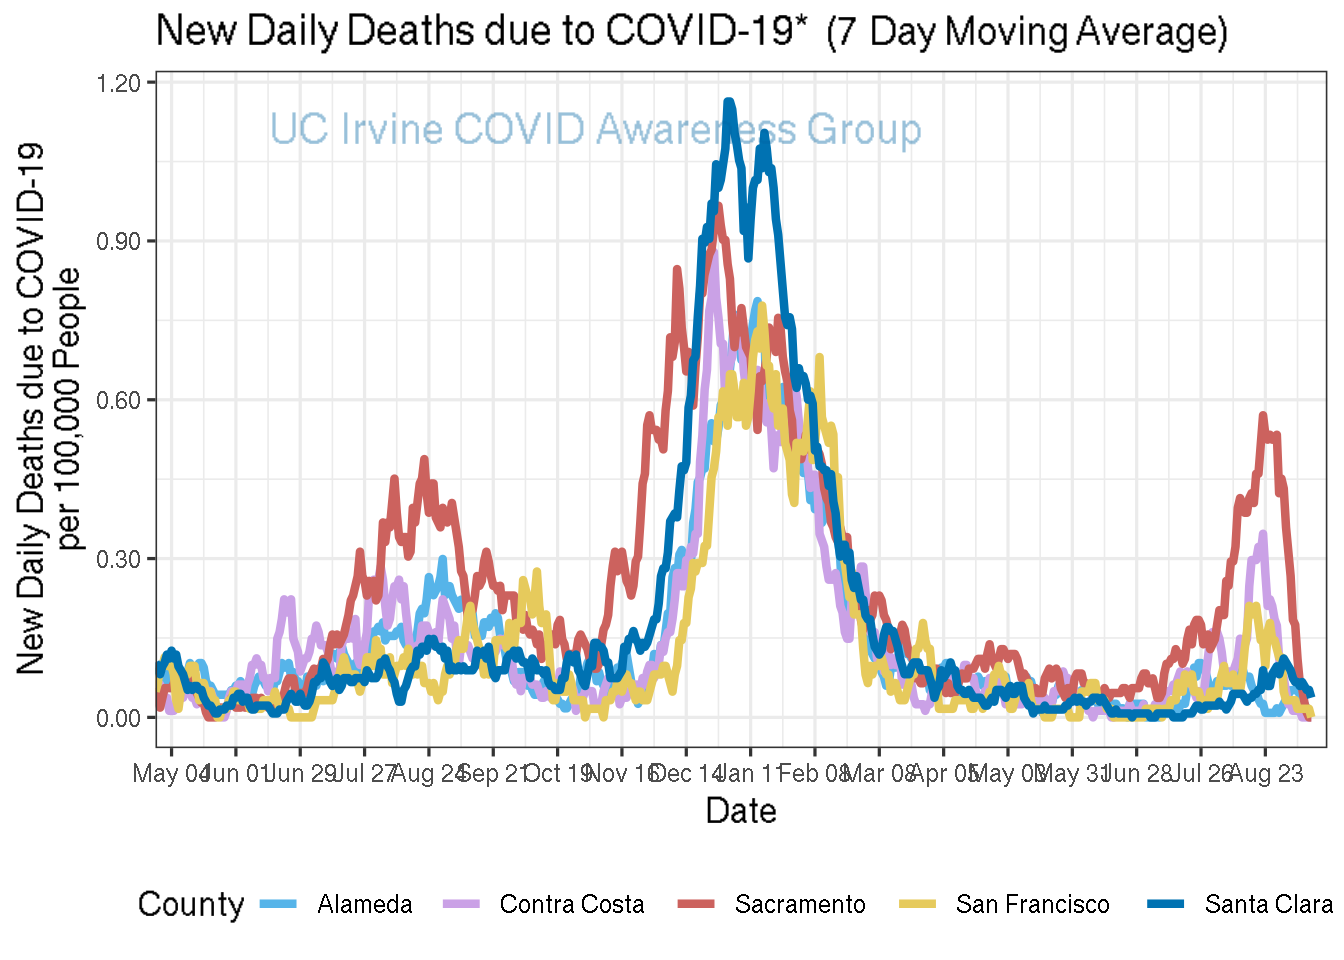 New Daily Deaths due to COVID-19* (7 Day Moving Average)
UC Irvine COVID Awareness Group
New Daily Deaths due to COVID-19
per 100,000 People
1.20
0.90
0.60
0.30
0.00
May 04 Jun 01 Jun 29 Jul 27 Aug 24 Sep 21 Oct 19 Nov 16 Dec 14 Jan 11 Feb 08 Mar 08 Apr 05 May 03 May 31 Jun 28 Jul 26 Aug 23
Date
County Alameda Contra Costa Sacramento San Francisco Santa Clara